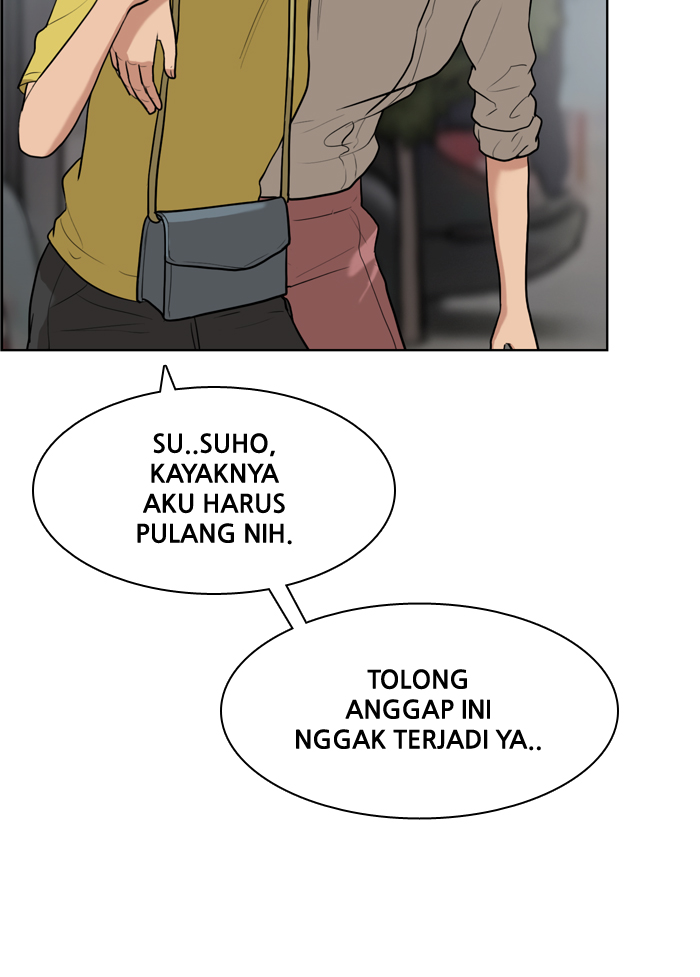 SU..SUHO,
KAYAKNYA
AKU HARUS
PULANG NIH.
TOLONG
ANGGAP INI
NGGAK TERJADI YA..